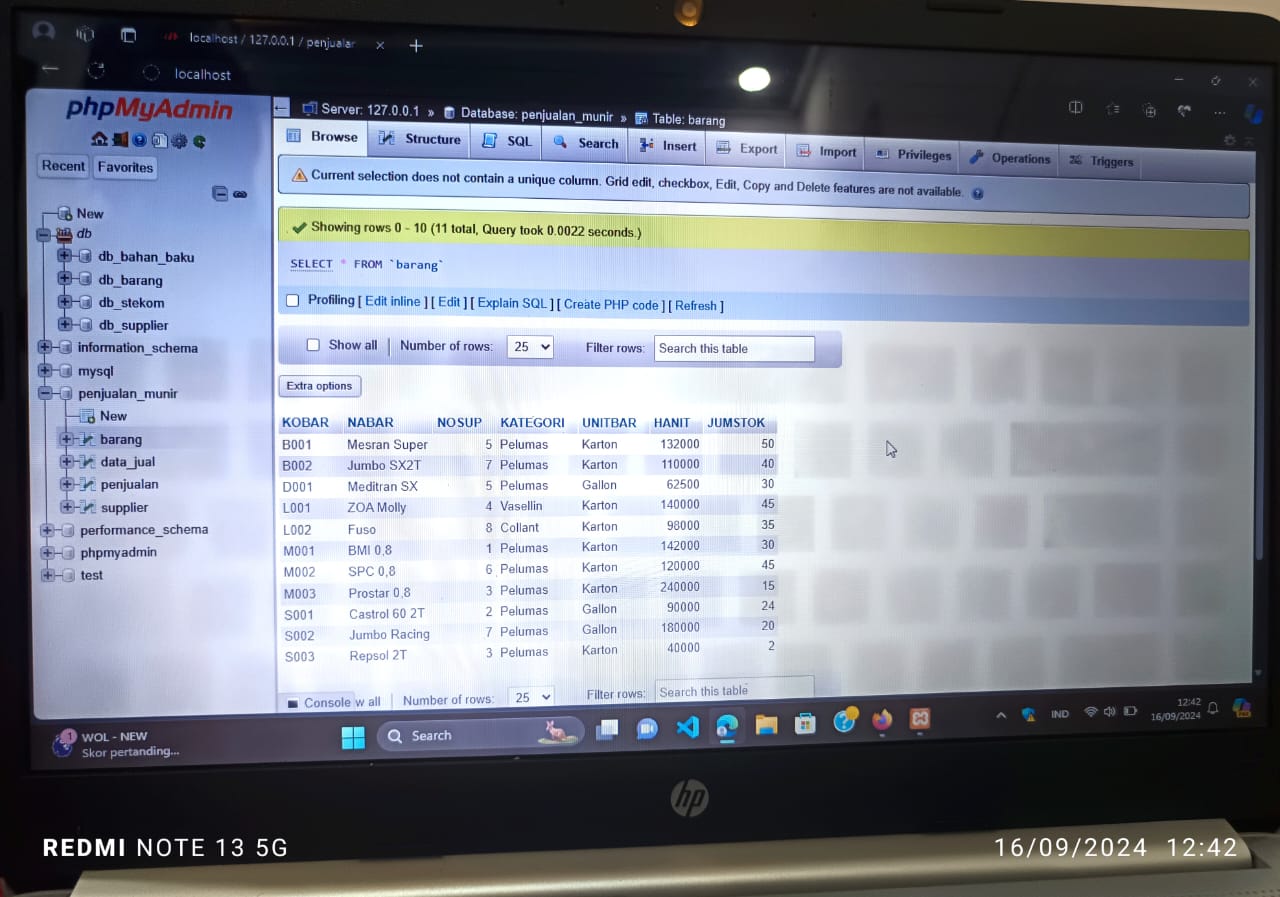 localhost / 127.0.0.1 / penjualar
localhost
phpMyAdmin
Recent Favorites
New
db
db_bahan_baku
db_barang
db_stekom
db_supplier
information_schema
mysql
penjualan_munir
New
barang
data_jual
penjualan
supplier
performance_schema
phpmyadmin
test
Server: 127.0.0.1 » Database: penjualan_munir » Table: barang
Browse Structure SQL Search Insert Export Import Privileges Operations Triggers
Current selection does not contain a unique column. Grid edit, checkbox, Edit, Copy and Delete features are not available.
Showing rows 0 - 10 (11 total, Query took 0.0022 seconds.)
SELECT * FROM `barang`
Profiling [ Edit inline ] [ Edit ] [ Explain SQL ] [ Create PHP code ] [ Refresh ]
Show all | Number of rows: 25 Filter rows: Search this table
Extra options
KOBAR NABAR NOSUP KATEGORI UNITBAR HANIT JUMSTOK
B001 Mesran Super 5 Pelumas Karton 132000 50
B002 Jumbo SX2T 7 Pelumas Karton 110000 40
D001 Meditran SX 5 Pelumas Gallon 62500 30
L001 ZOA Molly 4 Vasellin Karton 140000 45
L002 Fuso 8 Collant Karton 98000 35
M001 BMI 0,8 1 Pelumas Karton 142000 30
M002 SPC 0,8 6 Pelumas Karton 120000 45
M003 Prostar 0,8 3 Pelumas Karton 240000 15
S001 Castrol 60 2T 2 Pelumas Gallon 90000 24
S002 Jumbo Racing 7 Pelumas Gallon 180000 20
S003 Repsol 2T 3 Pelumas Karton 40000 2
Console w all | Number of rows: 25 Filter rows: Search this table
WOL - NEW
Skor pertanding...
Search
IND
12:42
16/09/2024
hp
REDMI NOTE 13 5G
16/09/2024 12:42